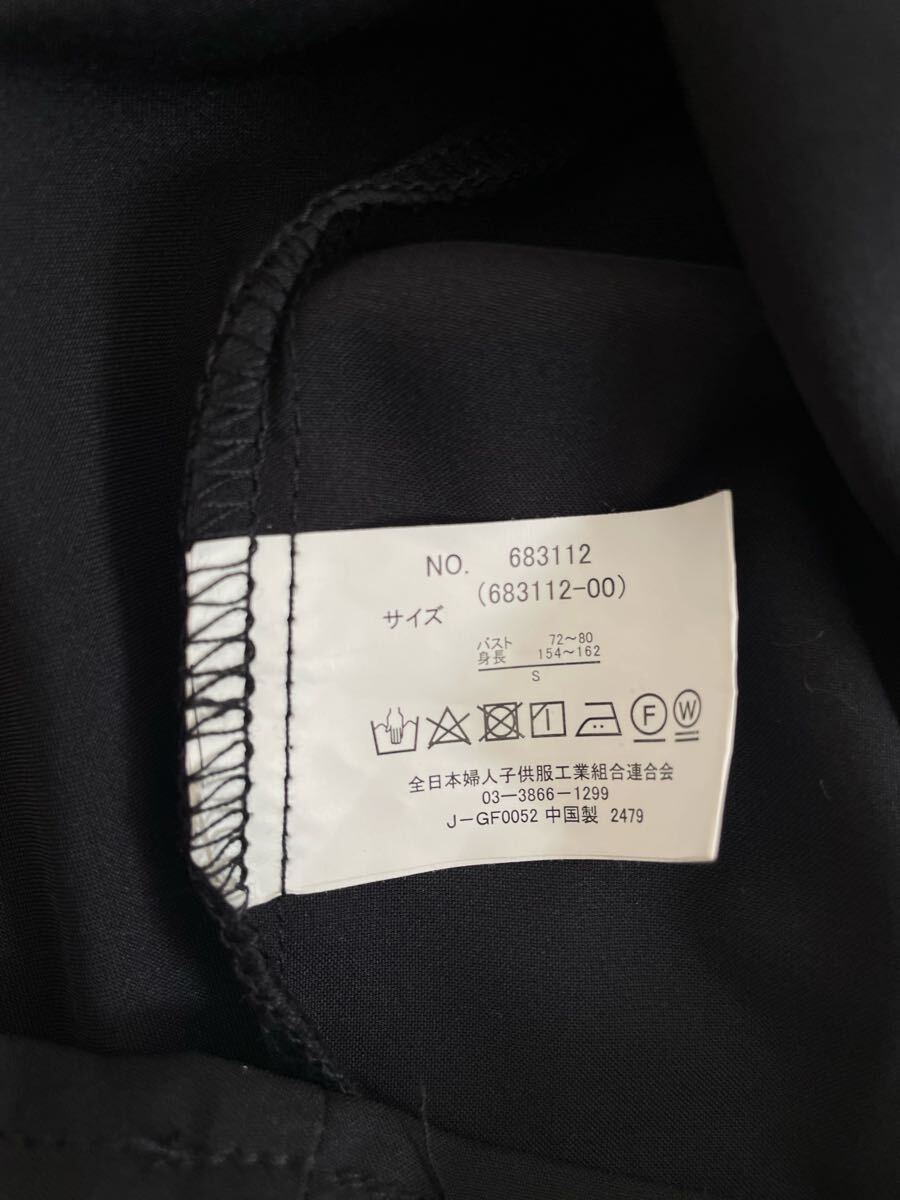 NO. 683112
(683112-00)
サイズ
バスト 72〜80
身長 154〜162
S
F W
全日本婦人子供服工業組合連合会
03-3866-1299
J-GF0052 中国製 2479